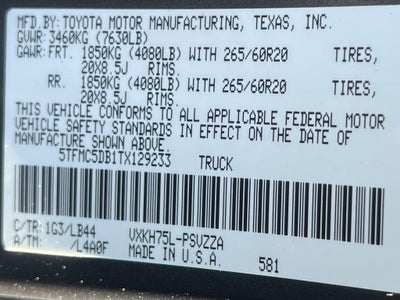 MFD.BY:TOYOTA MOTOR MANUFACTURING, TEXAS, INC.
GVWR: 3460KG (7630LB)
GAWR: FRT. 1850KG (4080LB) WITH 265/60R20 TIRES,
20X8.5J RIMS.
RR. 1850KG (4080LB) WITH 265/60R20 TIRES,
20X8.5J RIMS.
THIS VEHICLE CONFORMS TO ALL APPLICABLE FEDERAL MOTOR
VEHICLE SAFETY STANDARDS IN EFFECT ON THE DATE OF
MANUFACTURE SHOWN ABOVE.
5TFMC5DB1TX129233 TRUCK
C/TR: 1G3/LB44 VXKH75L-PSVZZA
A/TM: /L4A0F MADE IN U.S.A. 581